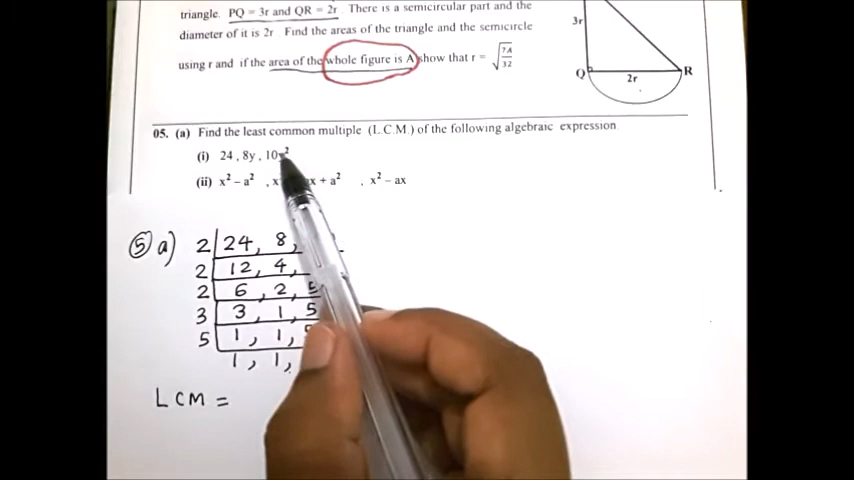 triangle. PQ = 3r and QR = 2r. There is a semicircular part and the
diameter of it is 2r. Find the areas of the triangle and the semicircle
using r and if the area of the whole figure is A show that r = √(7A/32)
3r
Q
R
2r
05. (a) Find the least common multiple (L.C.M.) of the following algebraic expression.
(i) 24 , 8y , 10y²
(ii) x² – a² , x + a² , x² – ax
5 a) 2 | 24, 8,
2 | 12, 4,
2 | 6, 2, 5
3 | 3, 1, 5
5 | 1, 1,
1, 1,
LCM =